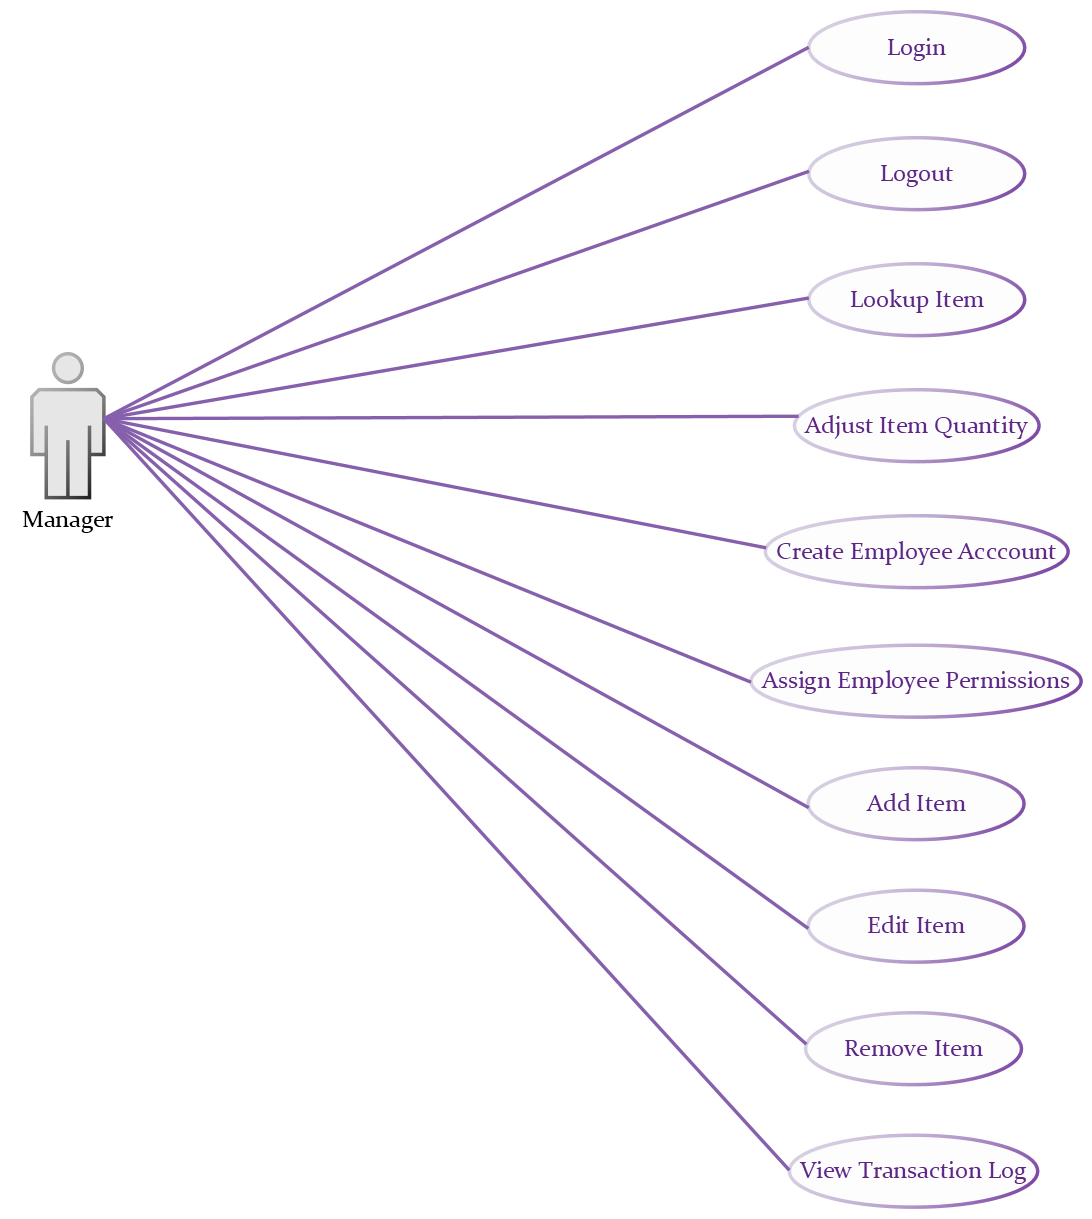 Login
Logout
Lookup Item
Adjust Item Quantity
Manager
Create Employee Acccount
Assign Employee Permissions
Add Item
Edit Item
Remove Item
View Transaction Log